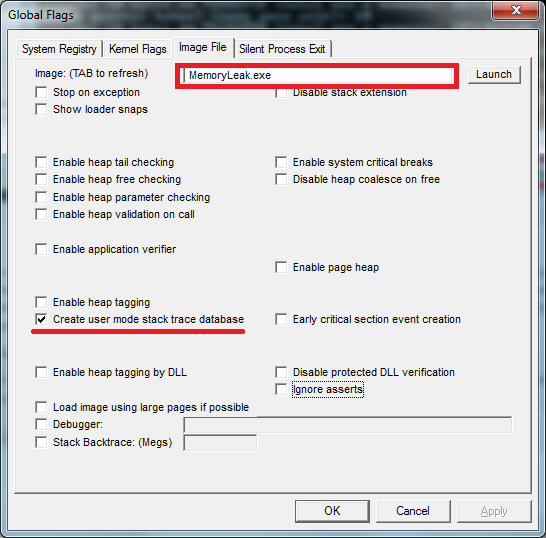 Global Flags
System Registry Kernel Flags Image File Silent Process Exit
Image: (TAB to refresh) MemoryLeak.exe Launch
Stop on exception Disable stack extension
Show loader snaps
Enable heap tail checking Enable system critical breaks
Enable heap free checking Disable heap coalesce on free
Enable heap parameter checking
Enable heap validation on call
Enable application verifier
Enable page heap
Enable heap tagging
Create user mode stack trace database Early critical section event creation
Enable heap tagging by DLL Disable protected DLL verification
Ignore asserts
Load image using large pages if possible
Debugger:
Stack Backtrace: (Megs)
OK Cancel Apply